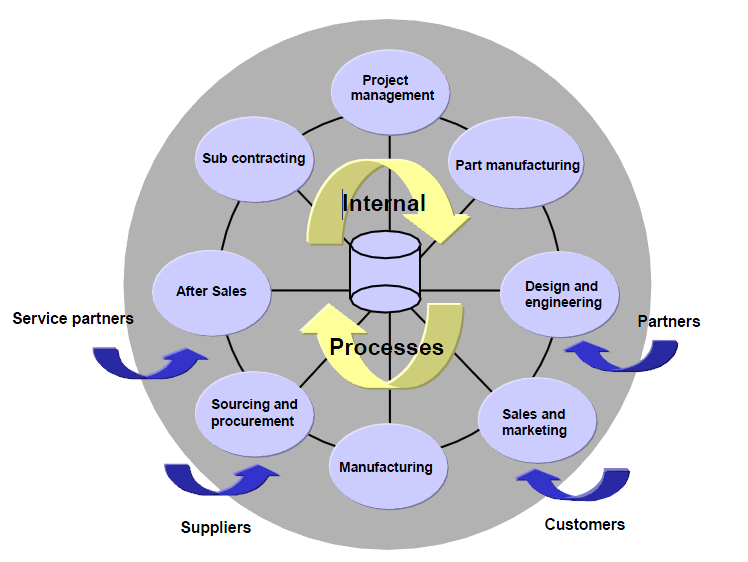 Project
management
Sub contracting
Part manufacturing
Internal
After Sales
Design and
engineering
Service partners
Partners
Processes
Sourcing and
procurement
Sales and
marketing
Manufacturing
Suppliers
Customers